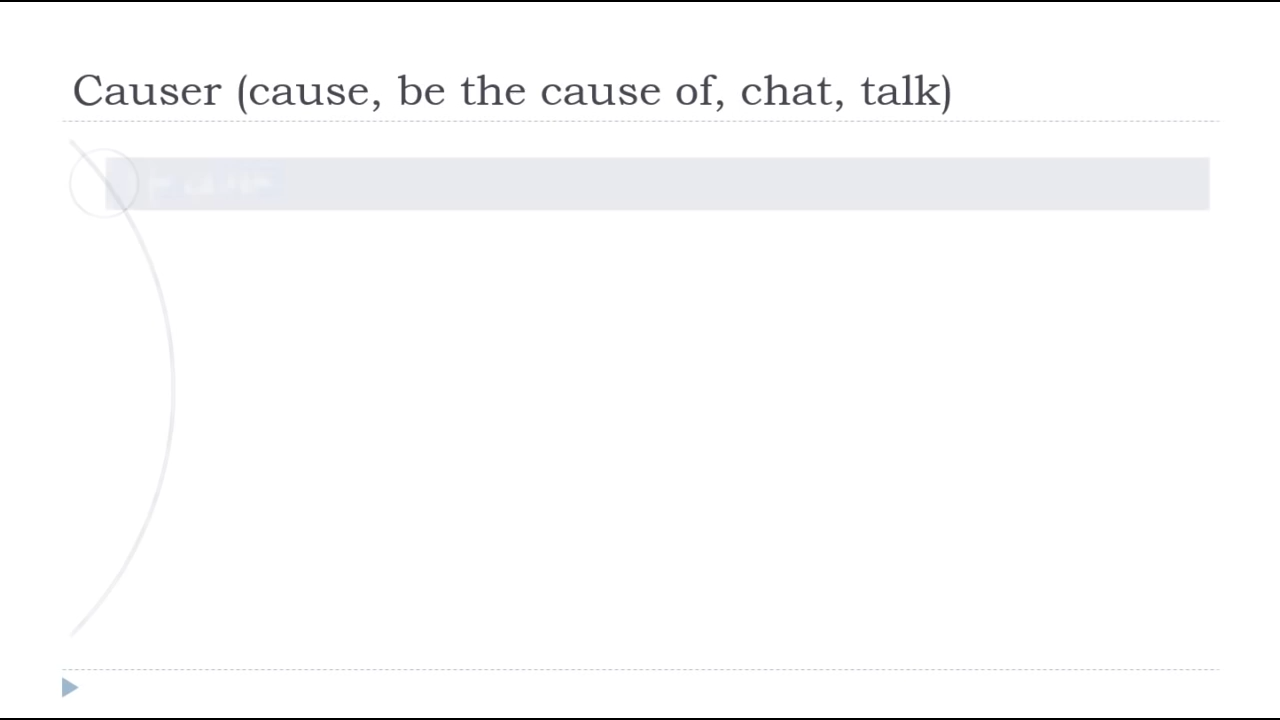 Causer (cause, be the cause of, chat, talk)